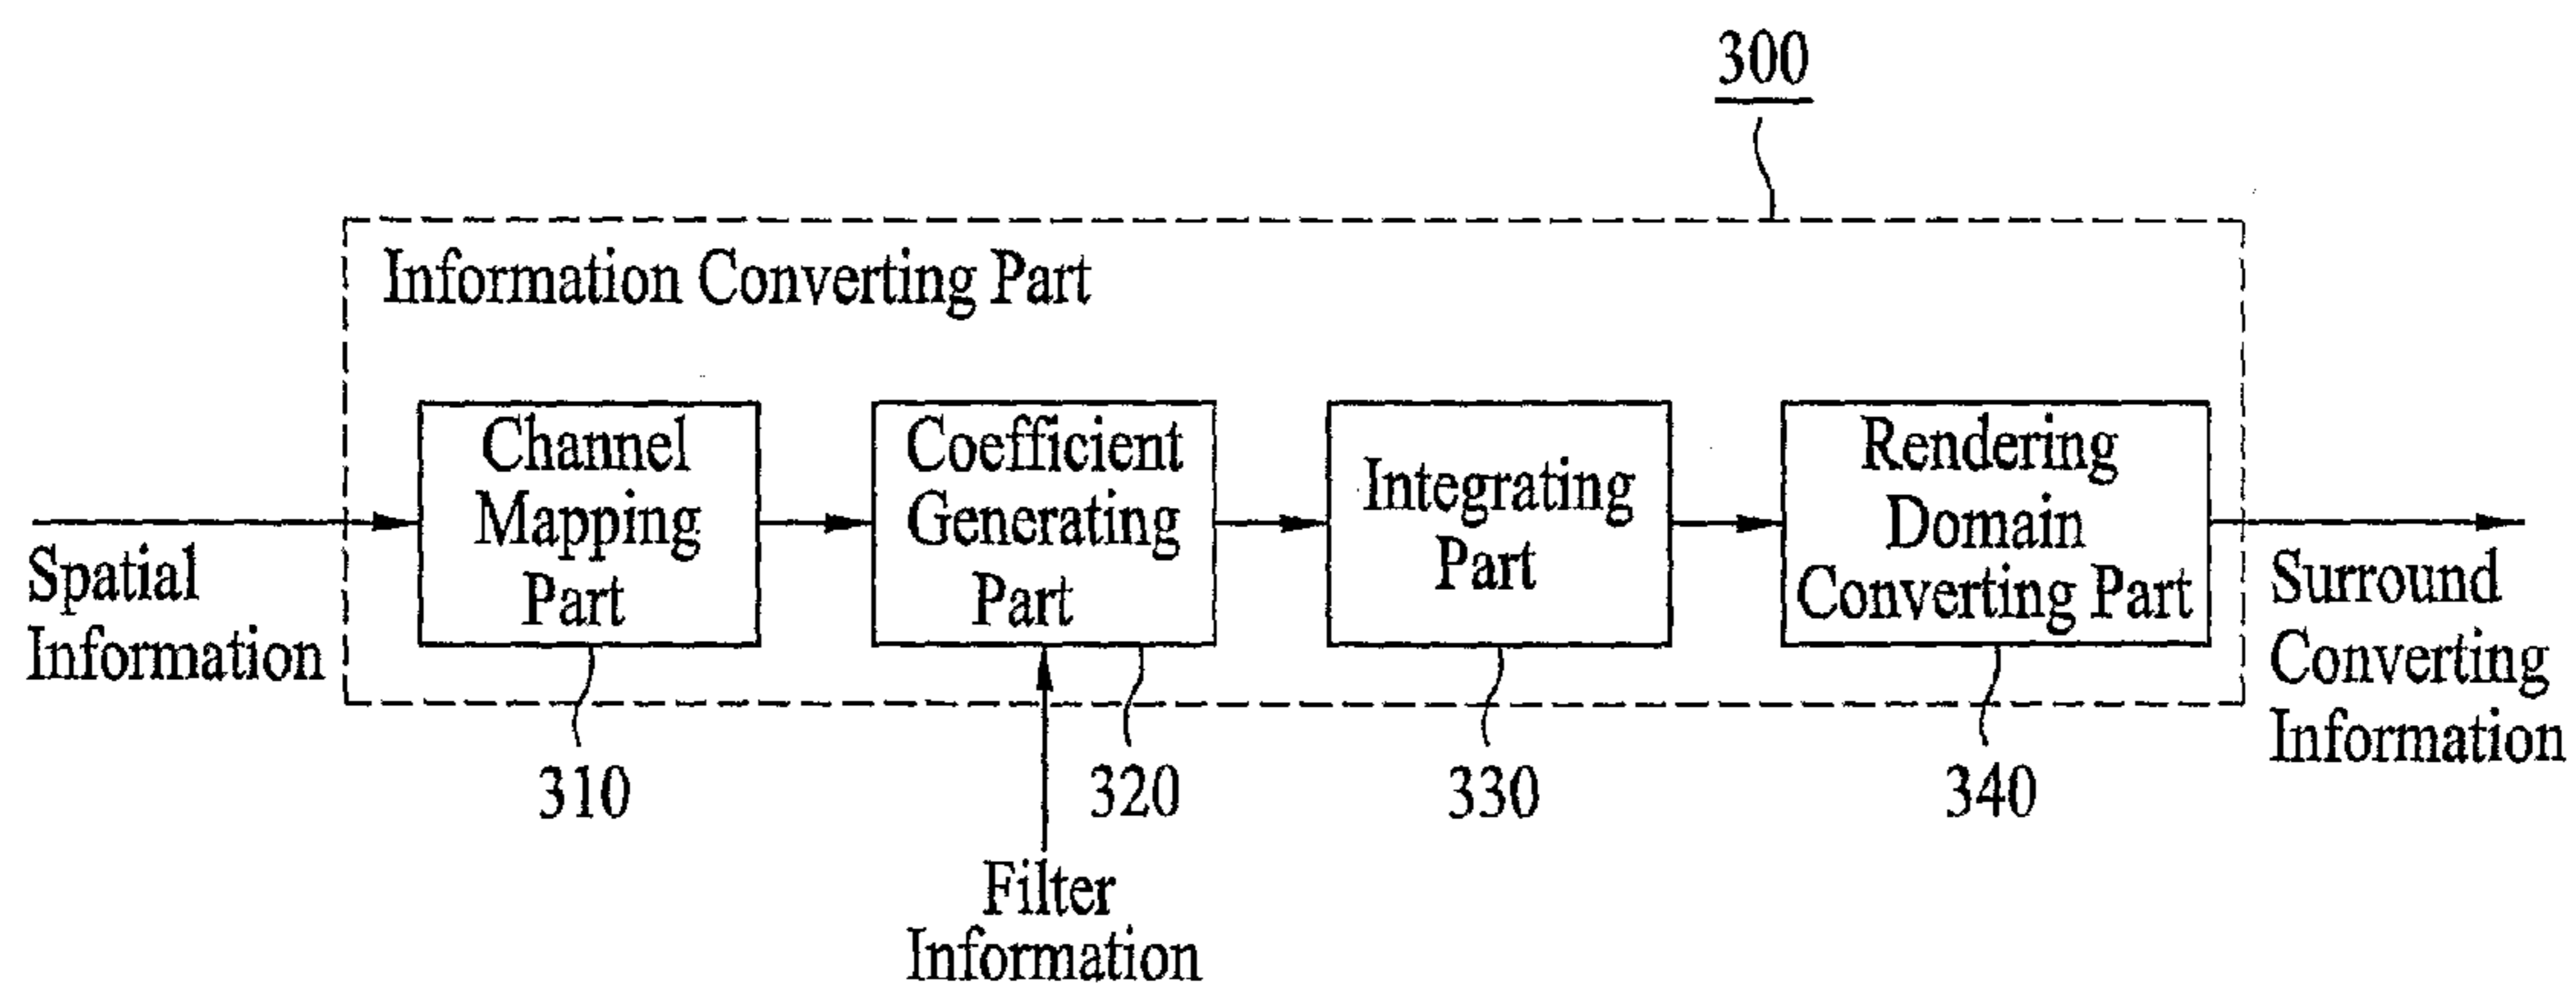 300
Information Converting Part
Channel
Mapping
Part
Coefficient
Generating
Part
Integrating
Part
Rendering
Domain
Converting Part
Spatial
Information
Surround
Converting
Information
310
320
330
340
Filter
Information